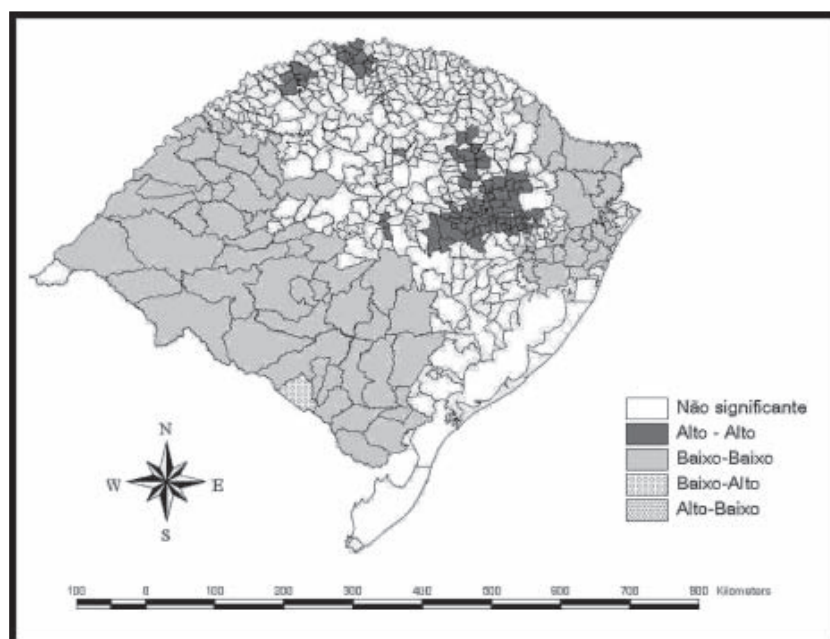 Não significante
Alto - Alto
Baixo-Baixo
Baixo-Alto
Alto-Baixo
N
W E
S
100 0 100 200 300 400 500 600 700 800 Kilometers